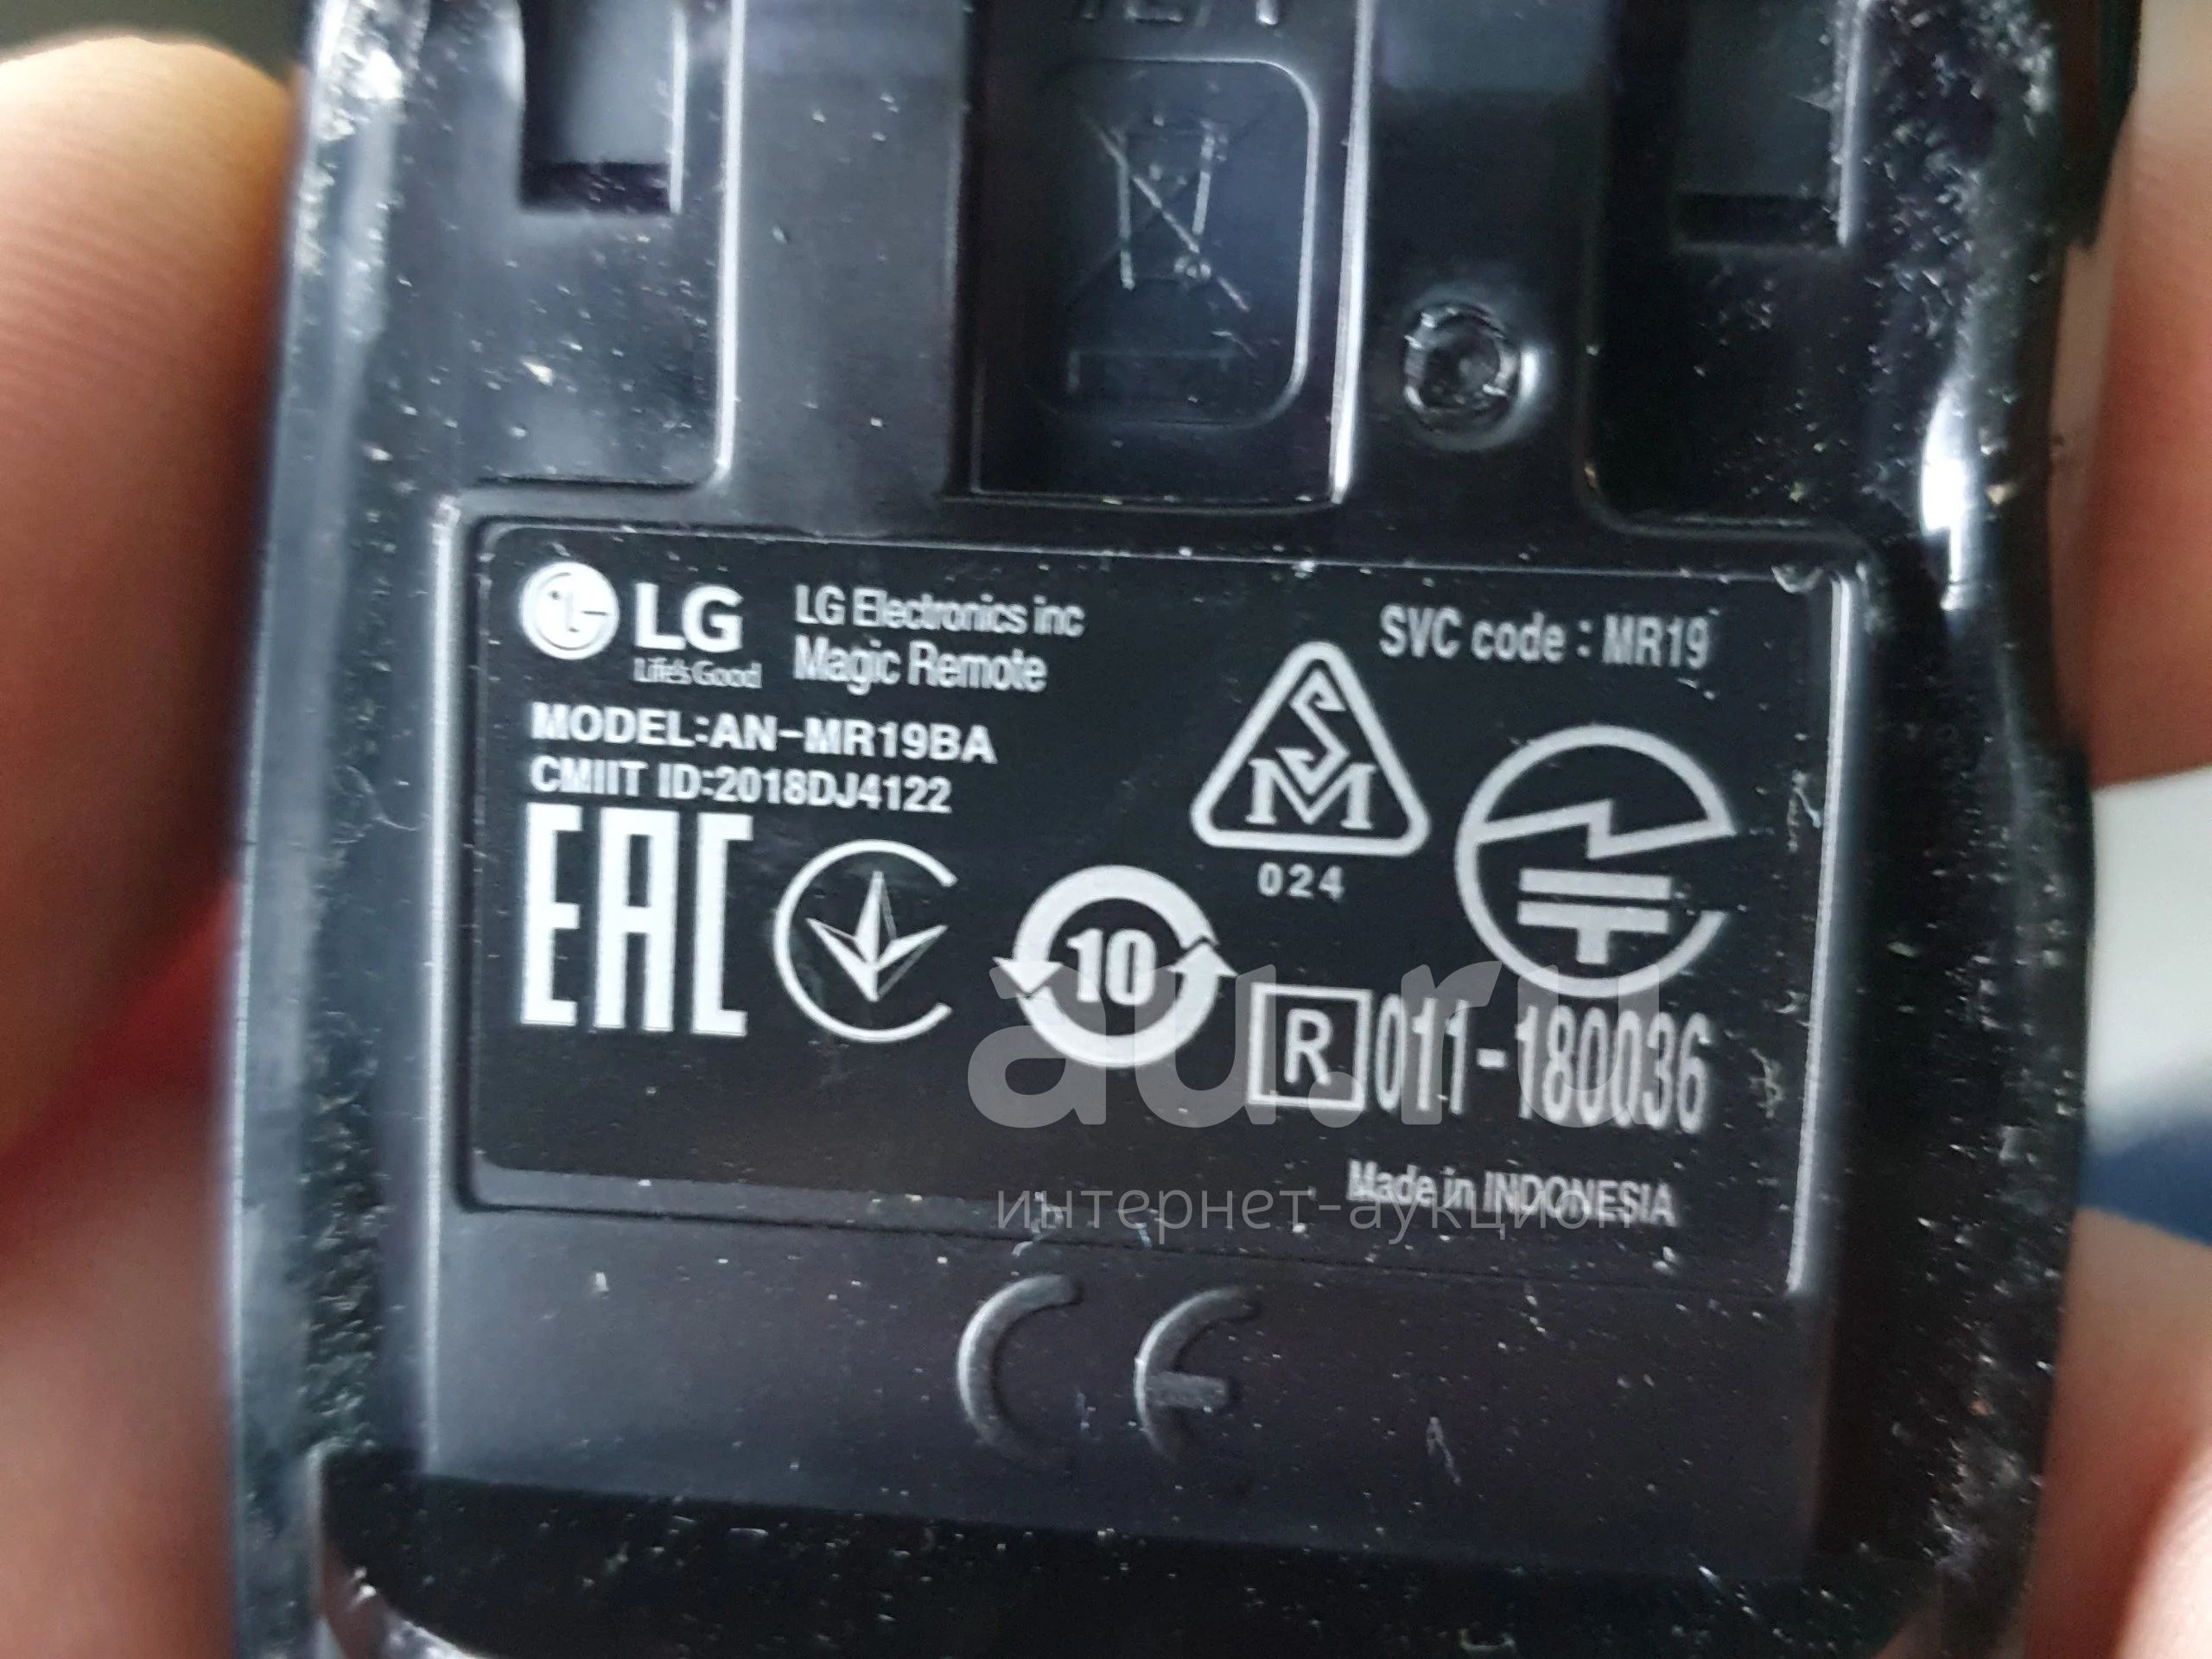 LG
Life's Good
LG Electronics inc
Magic Remote
SVC code : MR19
MODEL:AN-MR19BA
CMIIT ID:2018DJ4122
SM
024
EAC
10
R 011-180036
Made in INDONESIA
CE
au.ru
интернет-аукцион